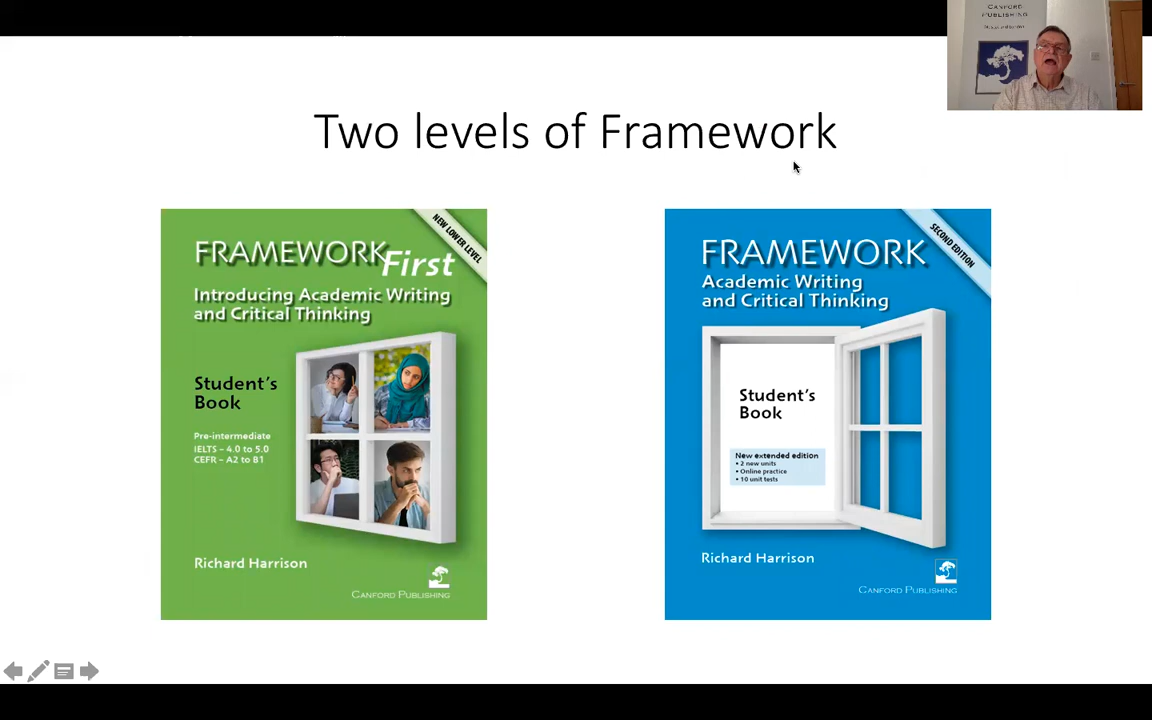 CANFORD
PUBLISHING
Two levels of Framework
NEW LOWER LEVEL
FRAMEWORK
First
Introducing Academic Writing
and Critical Thinking
Student's
Book
Pre-intermediate
IELTS – 4.0 to 5.0
CEFR – A2 to B1
Richard Harrison
CANFORD PUBLISHING
SECOND EDITION
FRAMEWORK
Academic Writing
and Critical Thinking
Student's
Book
New extended edition
• 2 new units
• Online practice
• 10 unit tests
Richard Harrison
CANFORD PUBLISHING